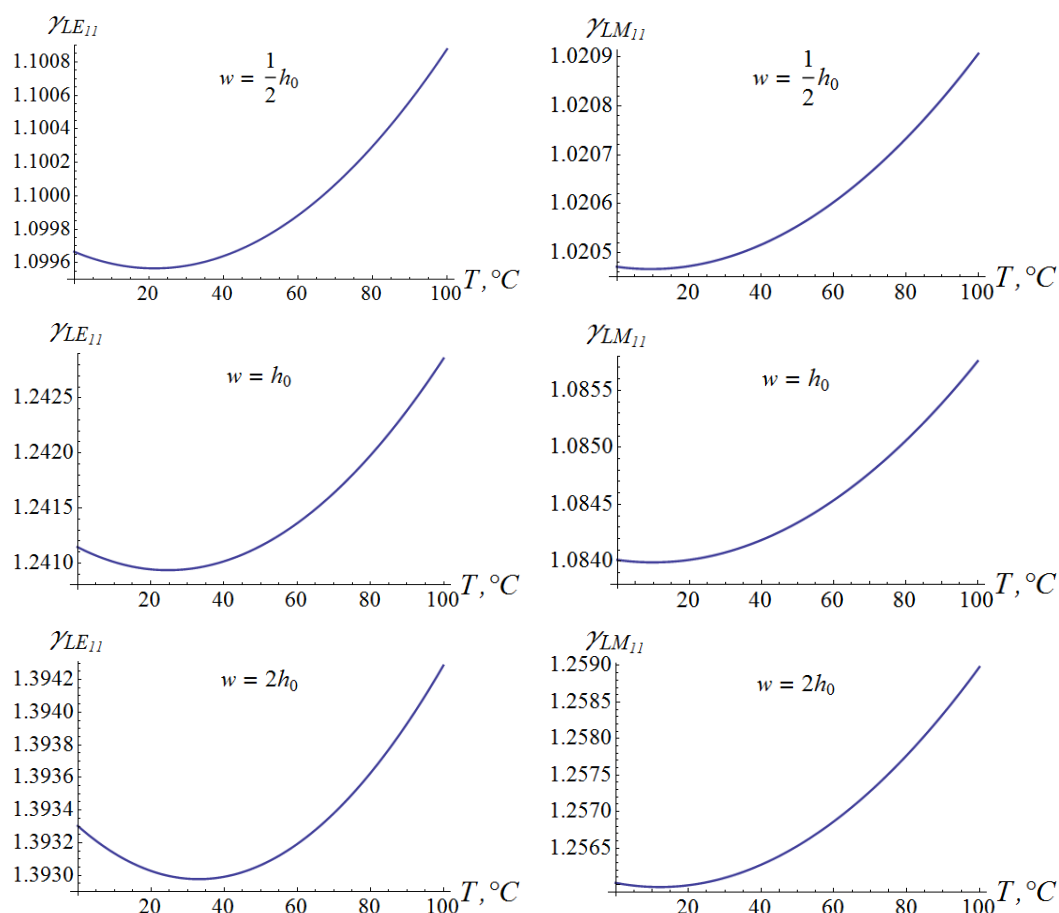 γLE11
w = 1/2 h0
1.1008
1.1006
1.1004
1.1002
1.1000
1.0998
1.0996
20 40 60 80 100 T, °C
γLM11
w = 1/2 h0
1.0209
1.0208
1.0207
1.0206
1.0205
20 40 60 80 100 T, °C
γLE11
w = h0
1.2425
1.2420
1.2415
1.2410
20 40 60 80 100 T, °C
γLM11
w = h0
1.0855
1.0850
1.0845
1.0840
20 40 60 80 100 T, °C
γLE11
w = 2h0
1.3942
1.3940
1.3938
1.3936
1.3934
1.3932
1.3930
20 40 60 80 100 T, °C
γLM11
w = 2h0
1.2590
1.2585
1.2580
1.2575
1.2570
1.2565
20 40 60 80 100 T, °C